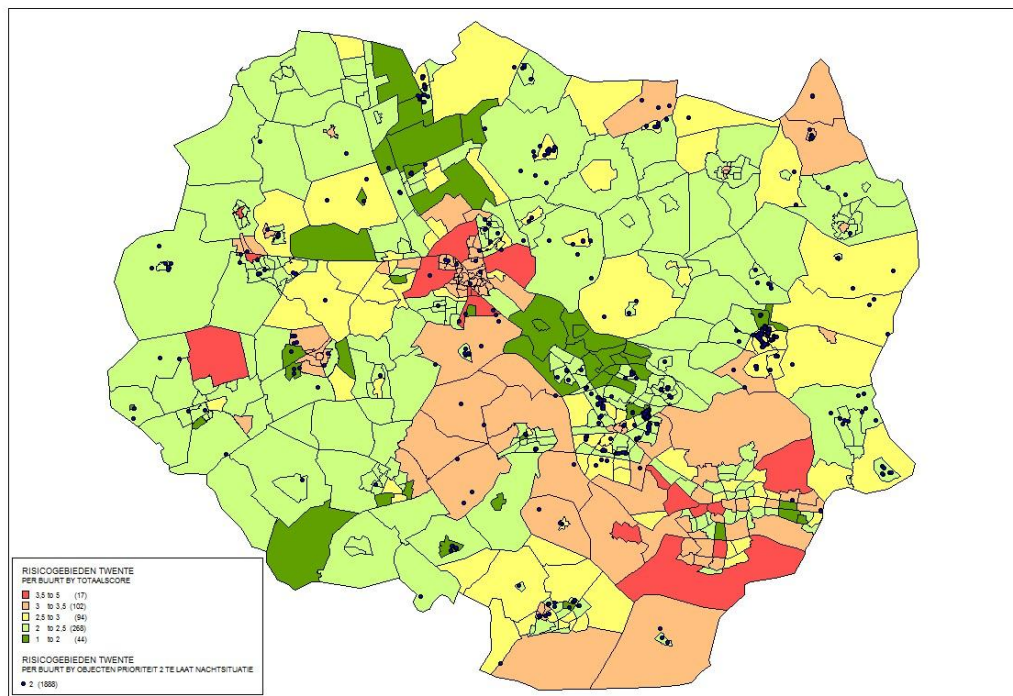 RISICOGEBIEDEN TWENTE
PER BUURT BY TOTAALSCORE
3,5 to 5 (17)
3 to 3,5 (102)
2,5 to 3 (94)
2 to 2,5 (268)
1 to 2 (44)
RISICOGEBIEDEN TWENTE
PER BUURT BY OBJECTEN PRIORITEIT 2 TE LAAT NACHTSITUATIE
2 (1888)